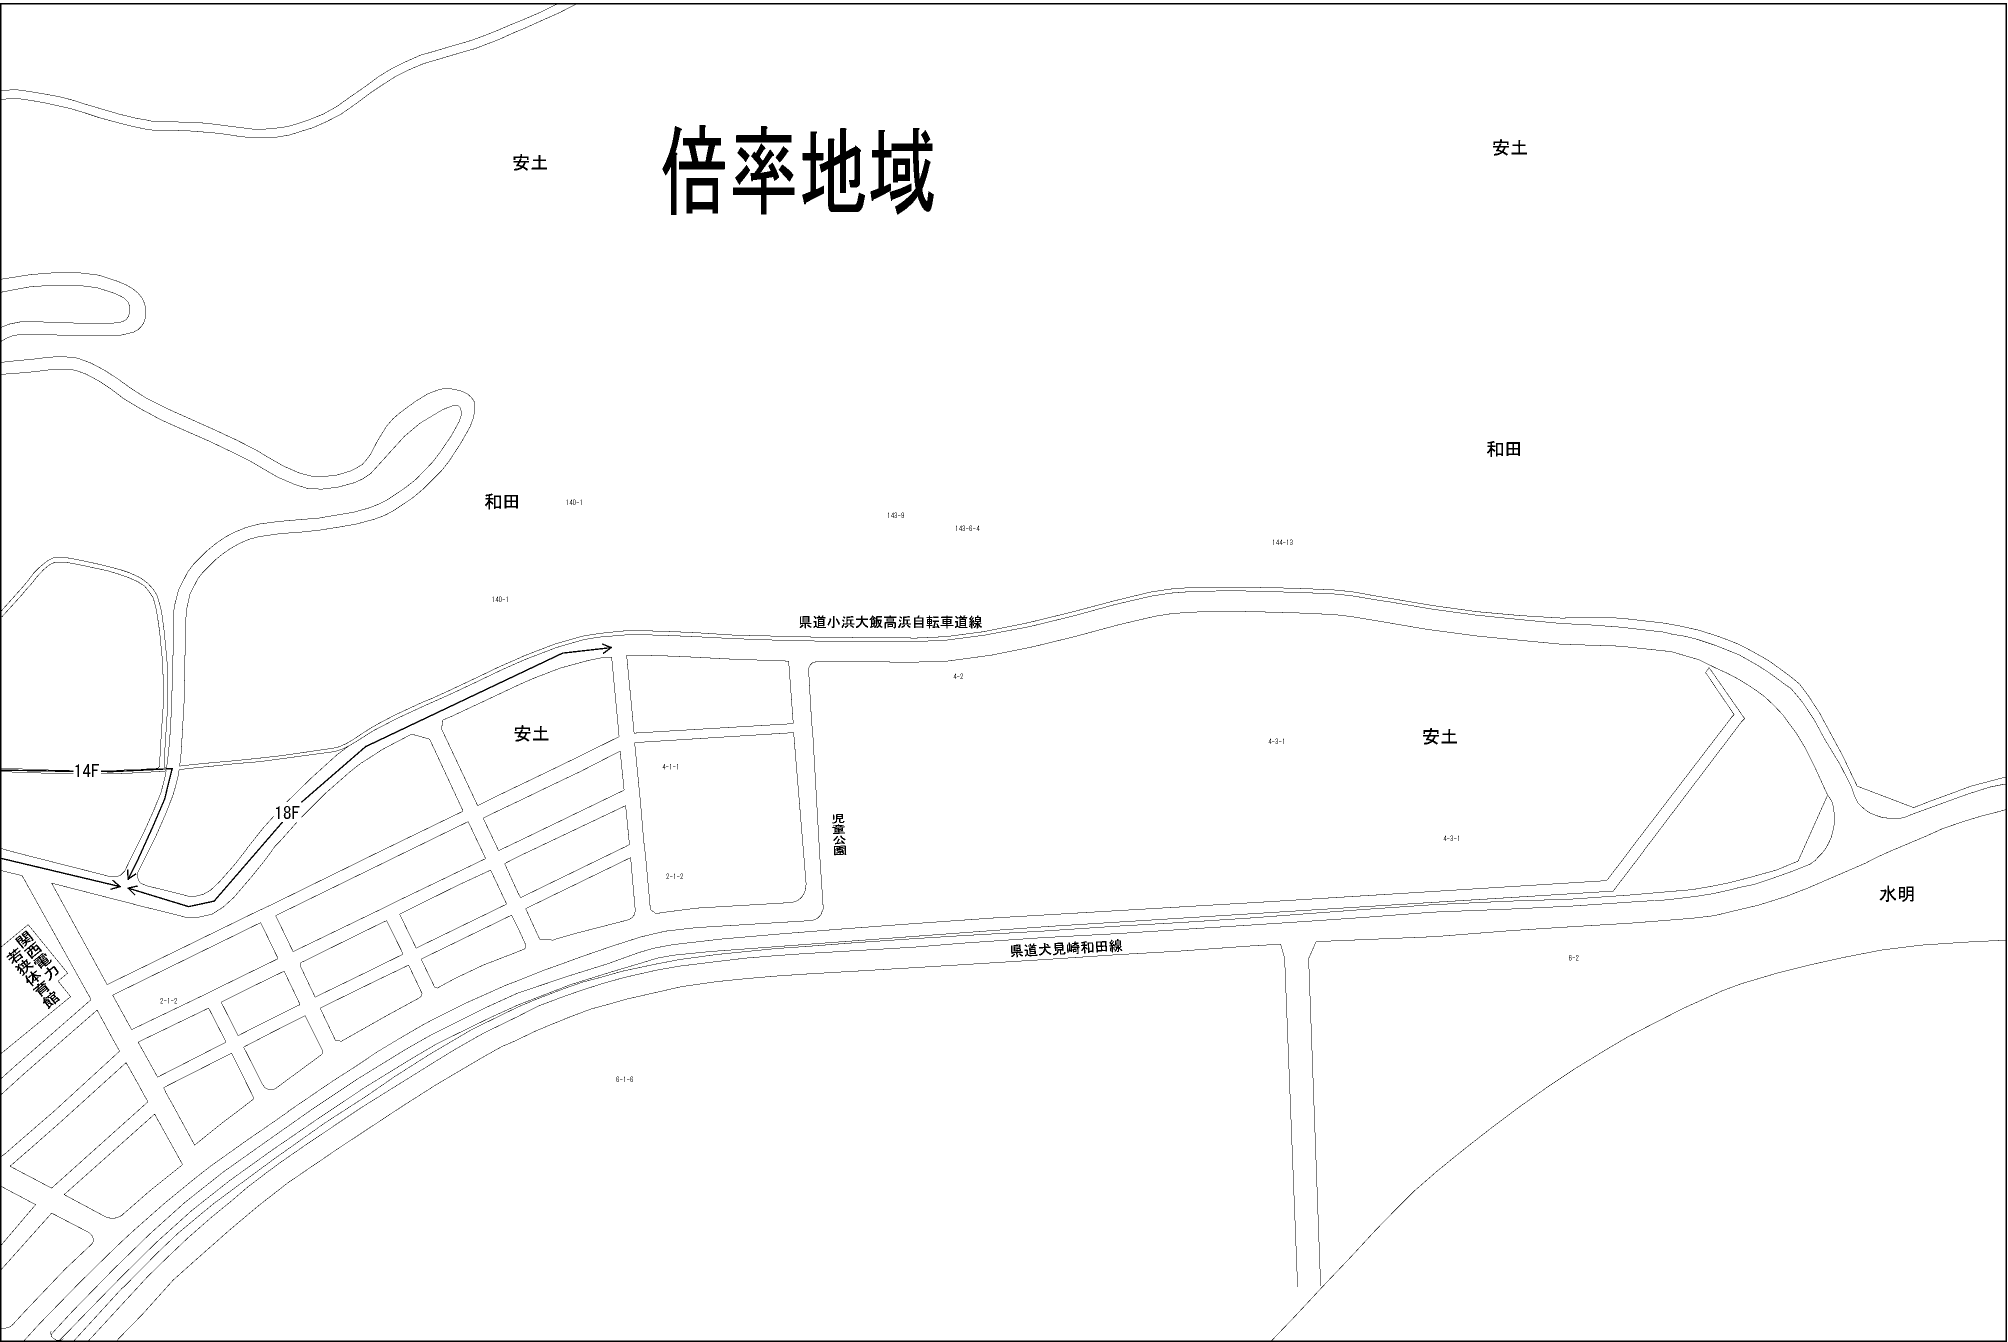 倍率地域
安土
安土
和田
和田
140-1
143-9
143-6-4
144-13
140-1
県道小浜大飯高浜自転車道線
4-2
安土
安土
4-3-1
4-1-1
14F
18F
児童公園
4-3-1
2-1-2
水明
関西電力
若狭体育館
県道犬見崎和田線
6-2
2-1-2
6-1-6